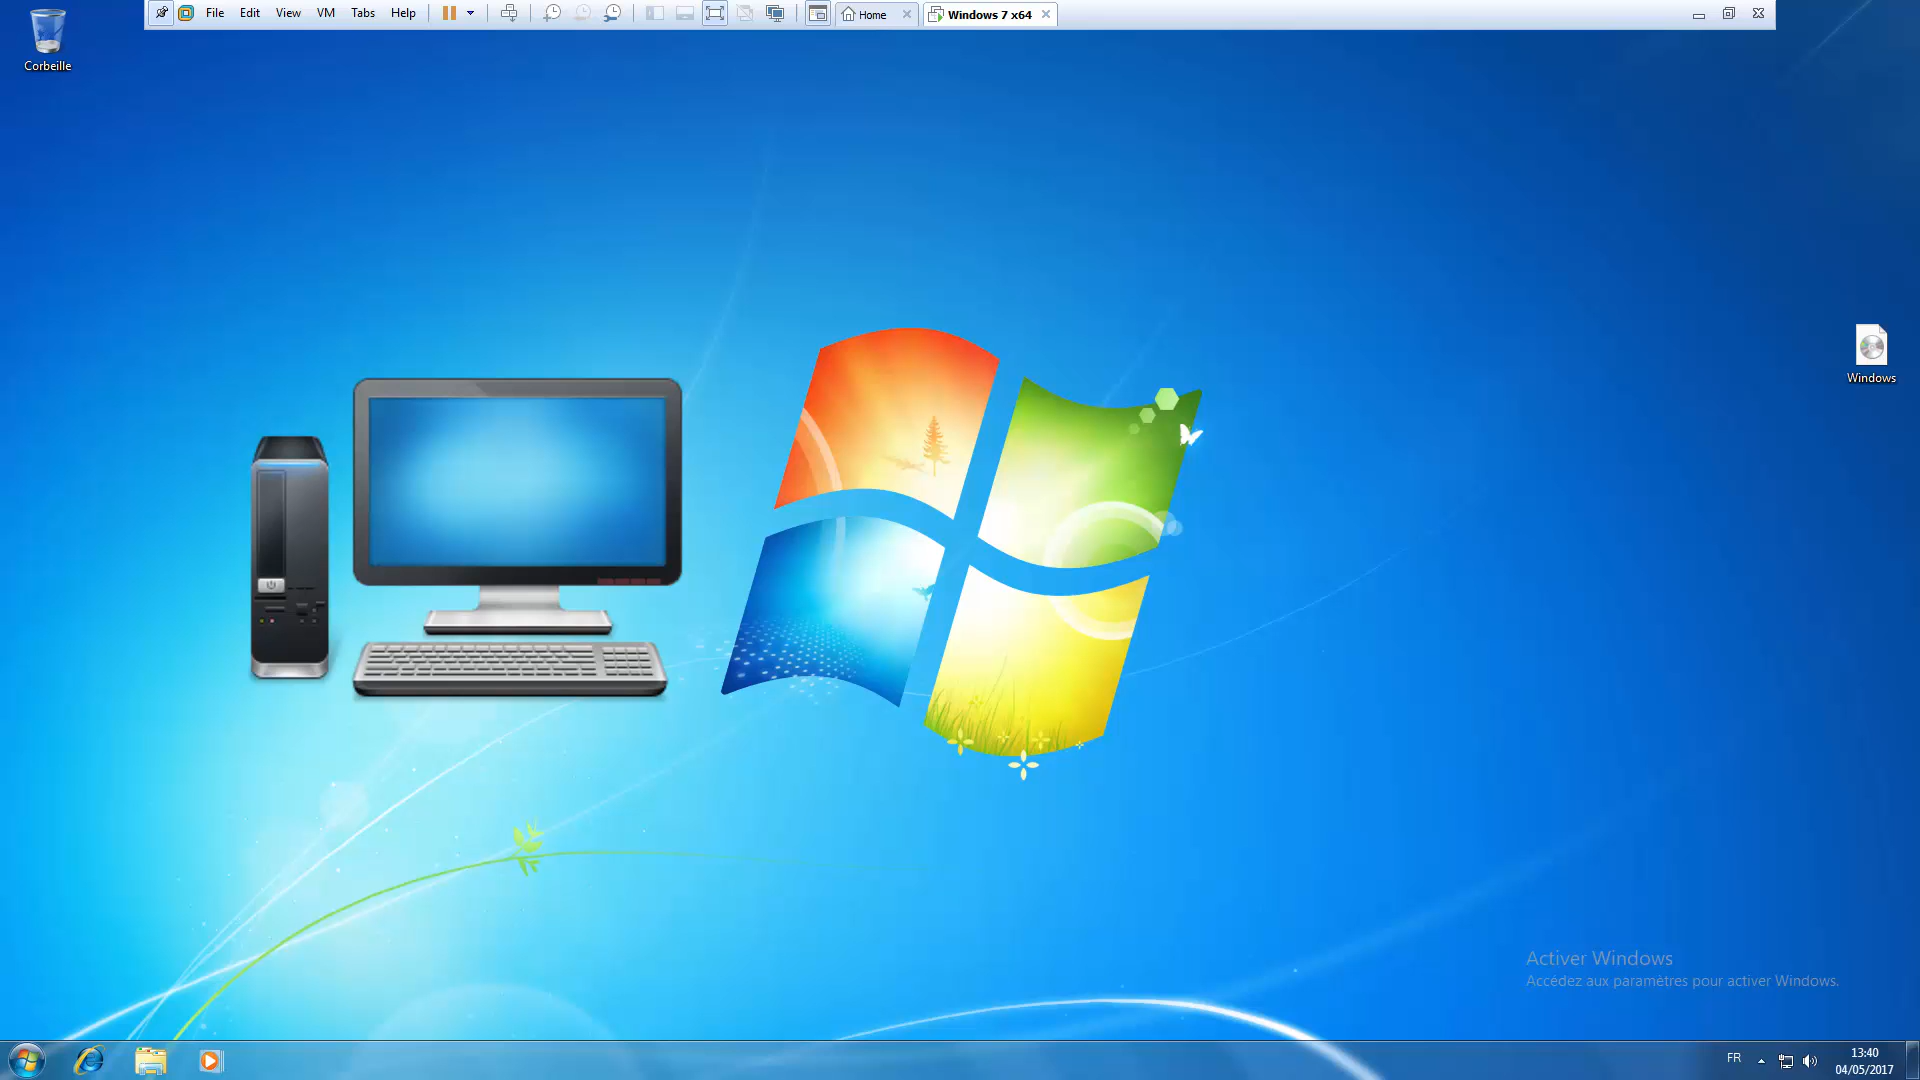 File Edit View VM Tabs Help
Home
Windows 7 x64
Corbeille
Windows
Activer Windows
Accédez aux paramètres pour activer Windows.
FR
13:40
04/05/2017